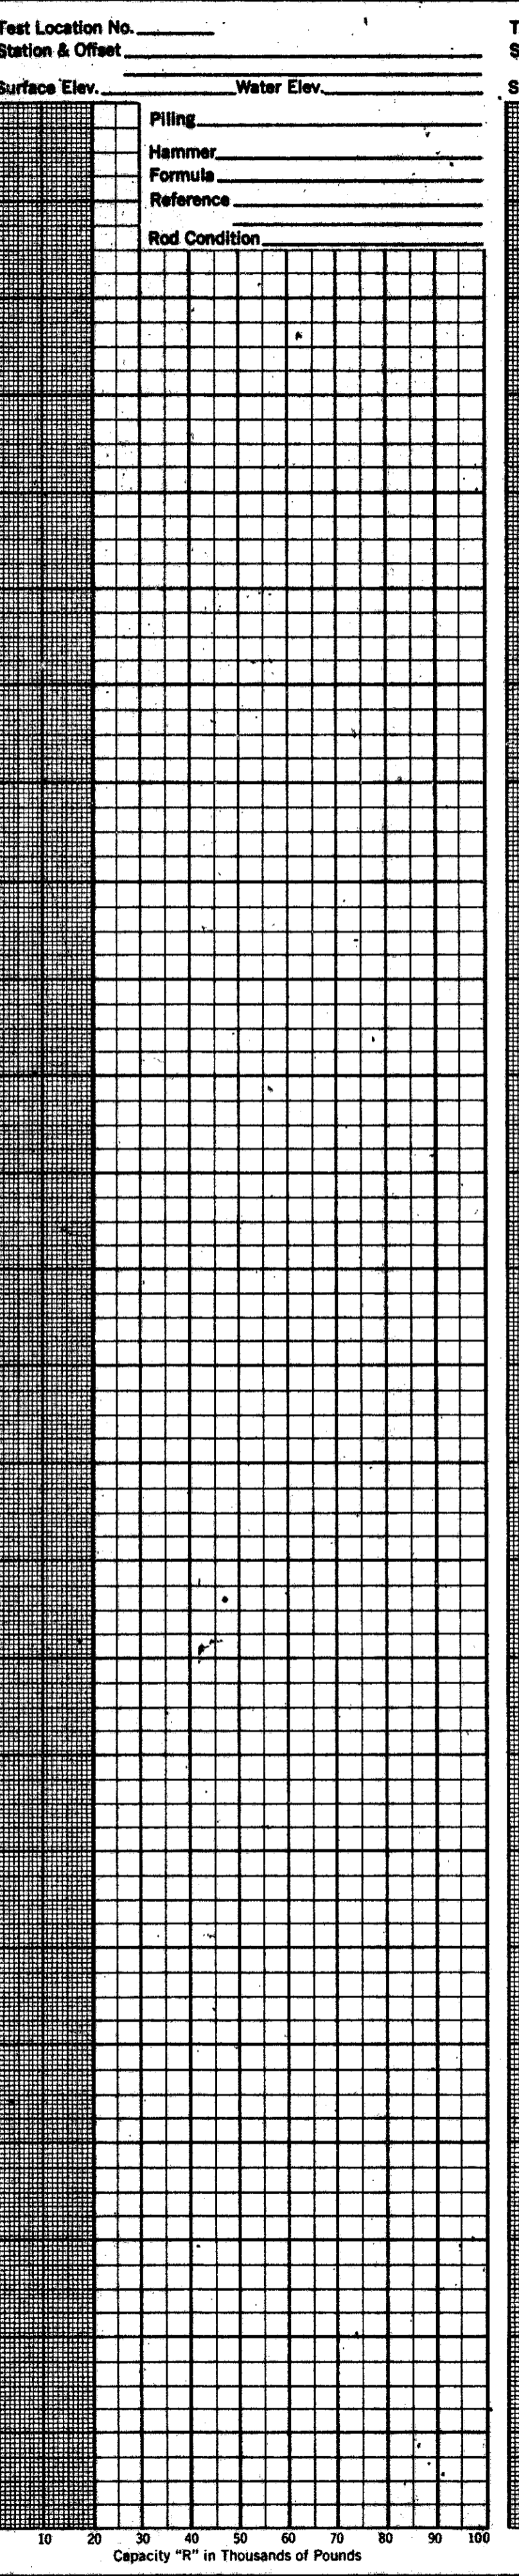 Test Location No.
Station & Offset
Surface Elev. Water Elev.
Piling
Hammer
Formula
Reference
Rod Condition
10 20 30 40 50 60 70 80 90 100
Capacity "R" in Thousands of Pounds